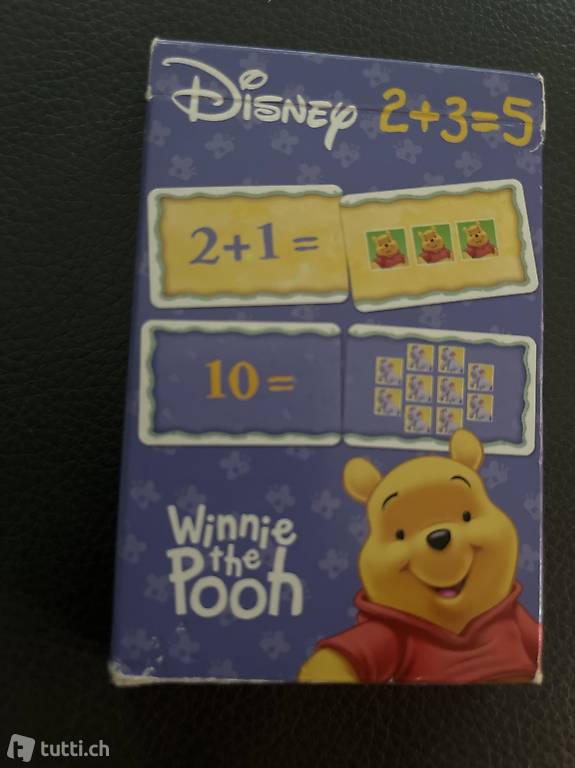 Disney 2+3=5
2+1=
10=
Winnie
the
Pooh
tutti.ch